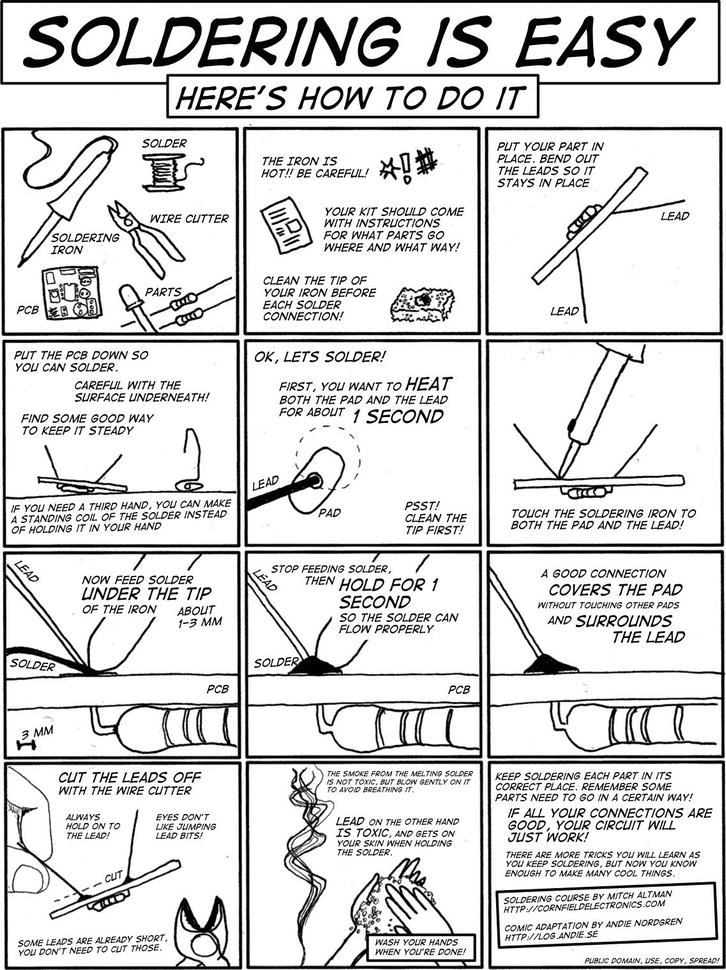 SOLDERING IS EASY
HERE'S HOW TO DO IT
SOLDER
WIRE CUTTER
SOLDERING
IRON
PARTS
PCB
THE IRON IS
HOT!! BE CAREFUL! *!#
YOUR KIT SHOULD COME
WITH INSTRUCTIONS
FOR WHAT PARTS GO
WHERE AND WHAT WAY!
CLEAN THE TIP OF
YOUR IRON BEFORE
EACH SOLDER
CONNECTION!
PUT YOUR PART IN
PLACE. BEND OUT
THE LEADS SO IT
STAYS IN PLACE
LEAD
LEAD
PUT THE PCB DOWN SO
YOU CAN SOLDER.
CAREFUL WITH THE
SURFACE UNDERNEATH!
FIND SOME GOOD WAY
TO KEEP IT STEADY
IF YOU NEED A THIRD HAND, YOU CAN MAKE
A STANDING COIL OF THE SOLDER INSTEAD
OF HOLDING IT IN YOUR HAND
OK, LETS SOLDER!
FIRST, YOU WANT TO HEAT
BOTH THE PAD AND THE LEAD
FOR ABOUT 1 SECOND
LEAD
PAD
PSST!
CLEAN THE
TIP FIRST!
TOUCH THE SOLDERING IRON TO
BOTH THE PAD AND THE LEAD!
LEAD
NOW FEED SOLDER
UNDER THE TIP
OF THE IRON ABOUT
1-3 MM
SOLDER
PCB
3 MM
STOP FEEDING SOLDER,
THEN HOLD FOR 1
SECOND
SO THE SOLDER CAN
FLOW PROPERLY
LEAD
SOLDER
PCB
A GOOD CONNECTION
COVERS THE PAD
WITHOUT TOUCHING OTHER PADS
AND SURROUNDS
THE LEAD
CUT THE LEADS OFF
WITH THE WIRE CUTTER
ALWAYS
HOLD ON TO
THE LEAD!
EYES DON'T
LIKE JUMPING
LEAD BITS!
CUT
SOME LEADS ARE ALREADY SHORT,
YOU DON'T NEED TO CUT THOSE.
THE SMOKE FROM THE MELTING SOLDER
IS NOT TOXIC, BUT BLOW GENTLY ON IT
TO AVOID BREATHING IT.
LEAD ON THE OTHER HAND
IS TOXIC, AND GETS ON
YOUR SKIN WHEN HOLDING
THE SOLDER.
WASH YOUR HANDS
WHEN YOU'RE DONE!
KEEP SOLDERING EACH PART IN ITS
CORRECT PLACE. REMEMBER SOME
PARTS NEED TO GO IN A CERTAIN WAY!
IF ALL YOUR CONNECTIONS ARE
GOOD, YOUR CIRCUIT WILL
JUST WORK!
THERE ARE MORE TRICKS YOU WILL LEARN AS
YOU KEEP SOLDERING, BUT NOW YOU KNOW
ENOUGH TO MAKE MANY COOL THINGS.
SOLDERING COURSE BY MITCH ALTMAN
HTTP://CORNFIELDELECTRONICS.COM
COMIC ADAPTATION BY ANDIE NORDGREN
HTTP://LOG.ANDIE.SE
PUBLIC DOMAIN, USE, COPY, SPREAD!